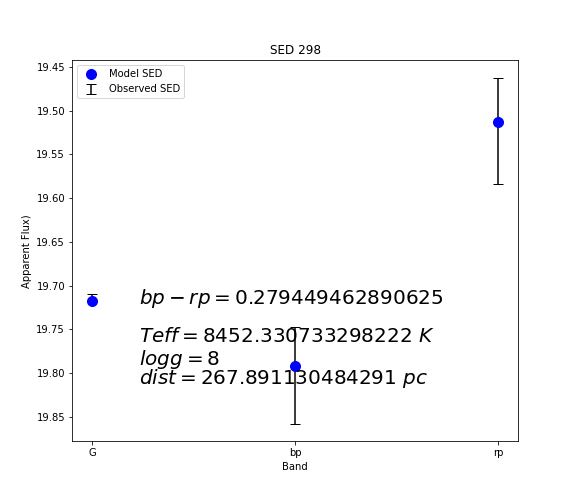 SED 298
Model SED
Observed SED
19.45
19.50
19.55
19.60
19.65
19.70
19.75
19.80
19.85
Apparent Flux)
bp − rp = 0.279449462890625
Teff = 8452.330733298222 K
logg = 8
dist = 267.891130484291 pc
G
bp
rp
Band